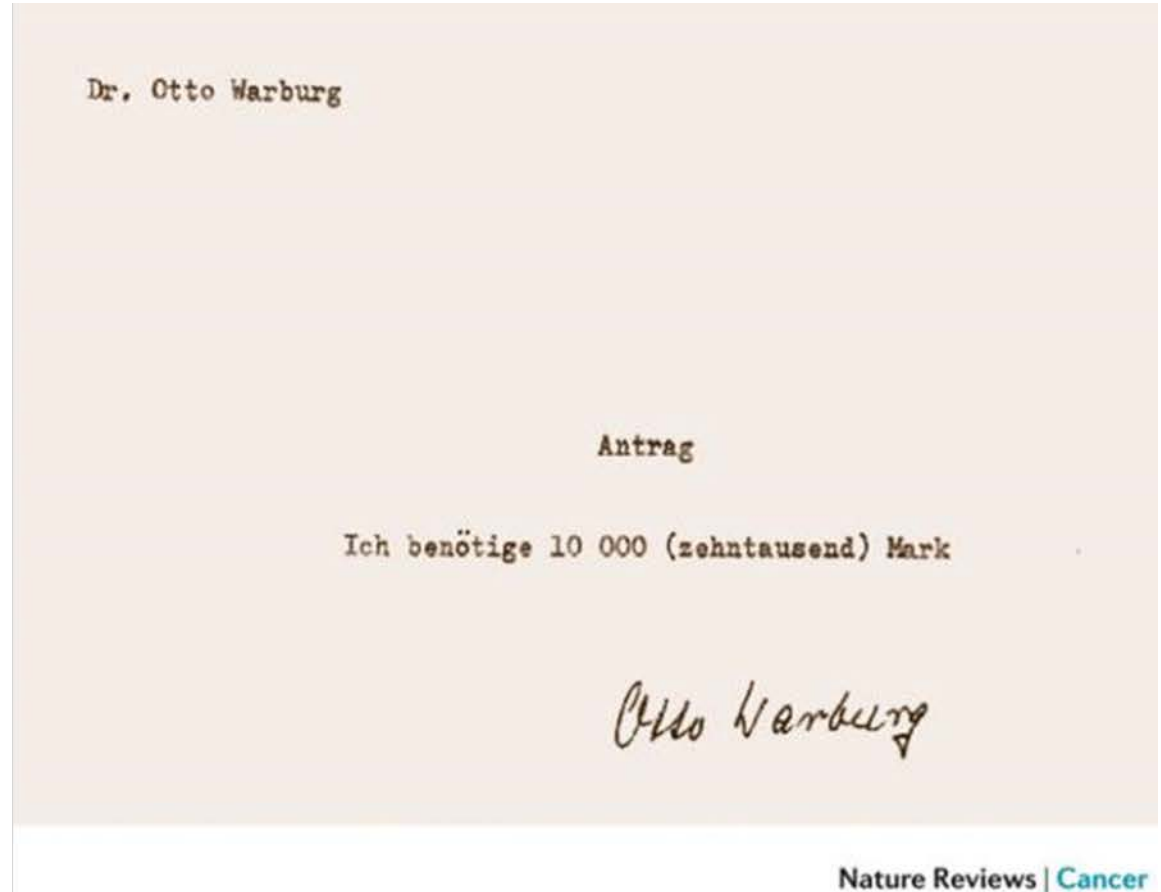 Dr. Otto Warburg
Antrag
Ich benötige 10 000 (zehntausend) Mark
Otto Warburg
Nature Reviews | Cancer